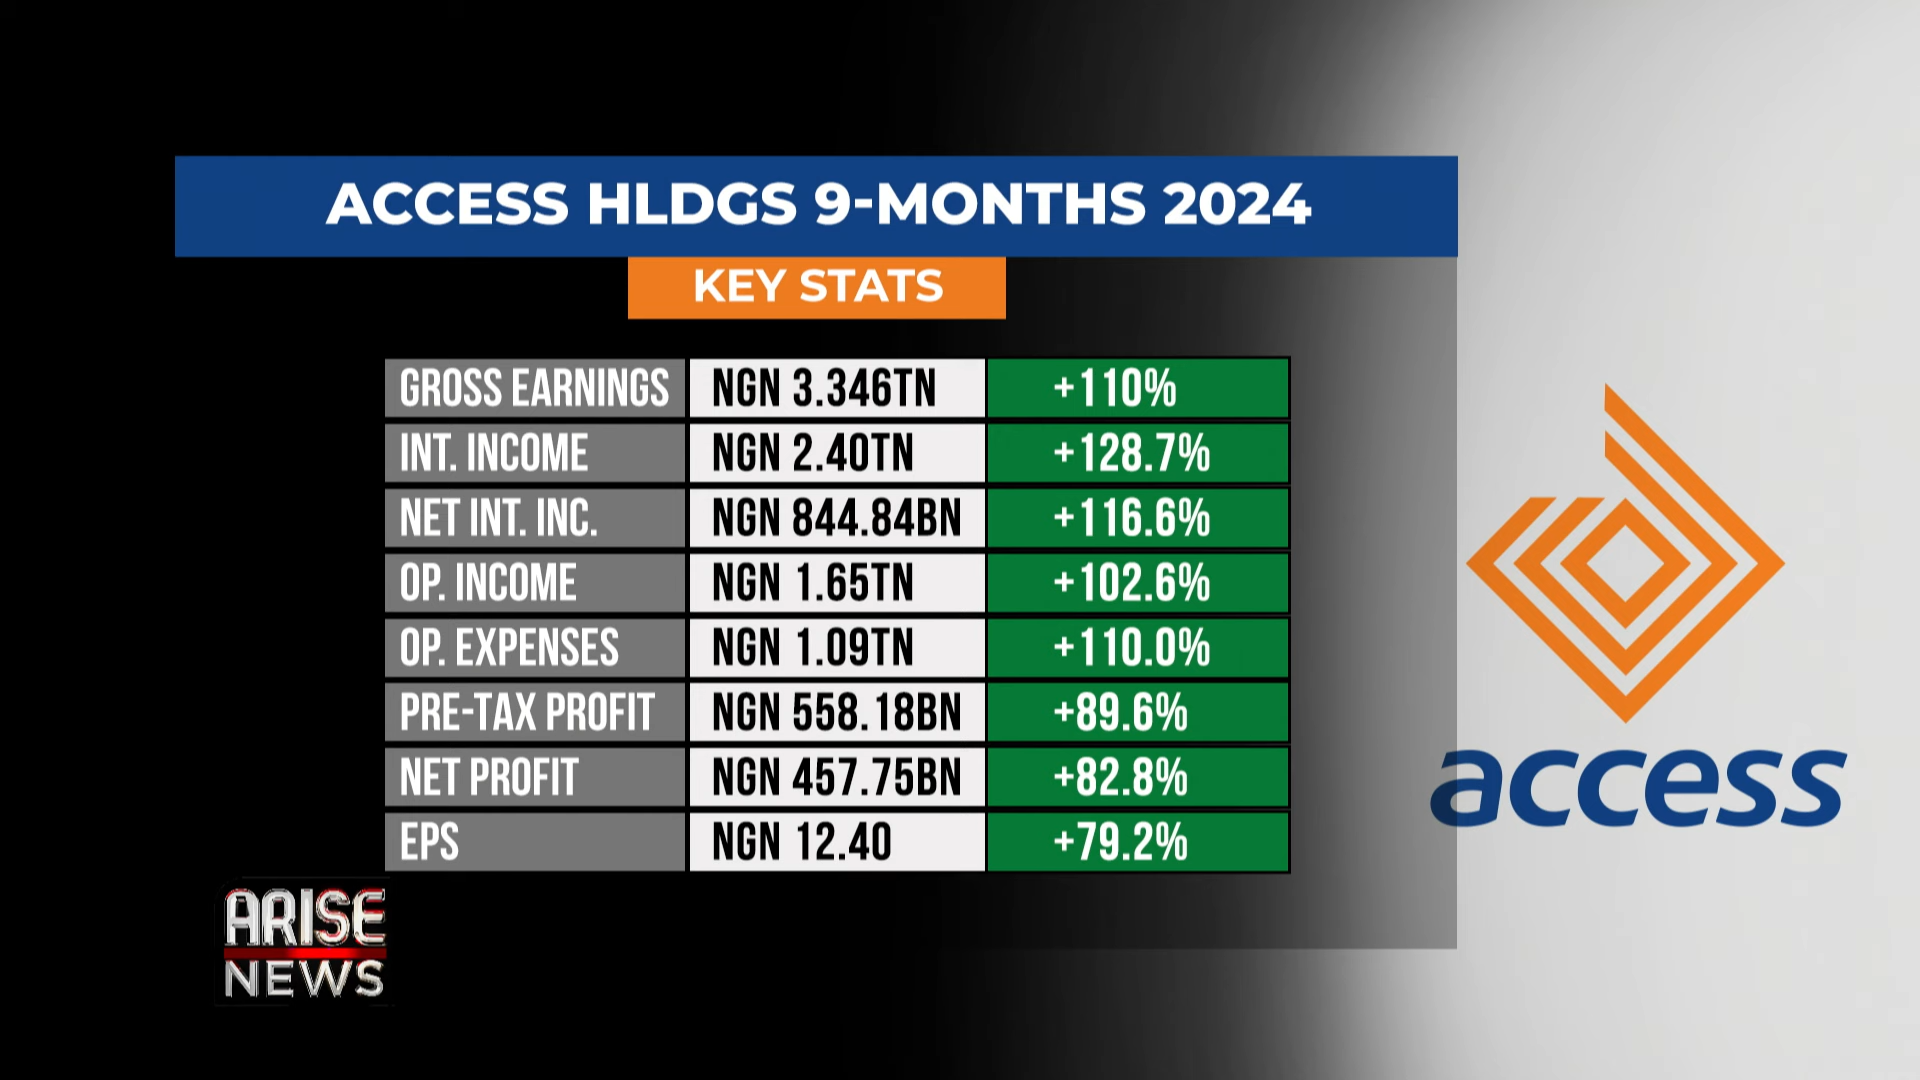 ACCESS HLDGS 9-MONTHS 2024
KEY STATS
GROSS EARNINGS NGN 3.346TN +110%
INT. INCOME NGN 2.40TN +128.7%
NET INT. INC. NGN 844.84BN +116.6%
OP. INCOME NGN 1.65TN +102.6%
OP. EXPENSES NGN 1.09TN +110.0%
PRE-TAX PROFIT NGN 558.18BN +89.6%
NET PROFIT NGN 457.75BN +82.8%
EPS NGN 12.40 +79.2%
access
ARISE
NEWS